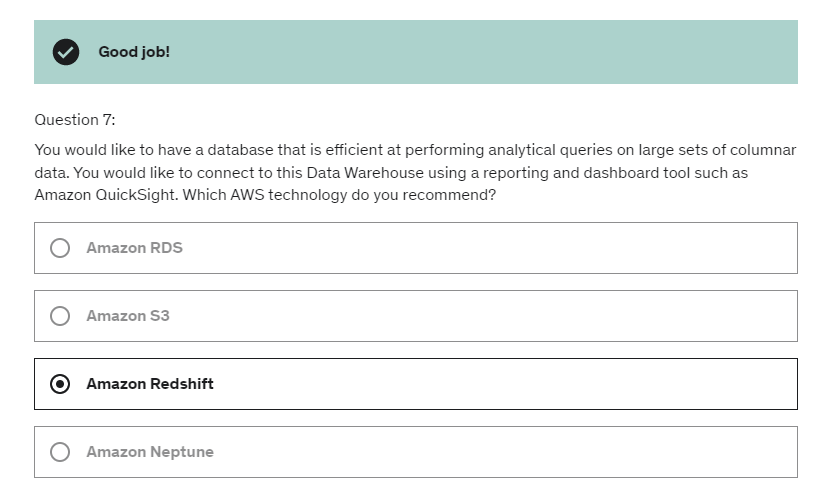 Good job!
Question 7:
You would like to have a database that is efficient at performing analytical queries on large sets of columnar
data. You would like to connect to this Data Warehouse using a reporting and dashboard tool such as
Amazon QuickSight. Which AWS technology do you recommend?
Amazon RDS
Amazon S3
Amazon Redshift
Amazon Neptune